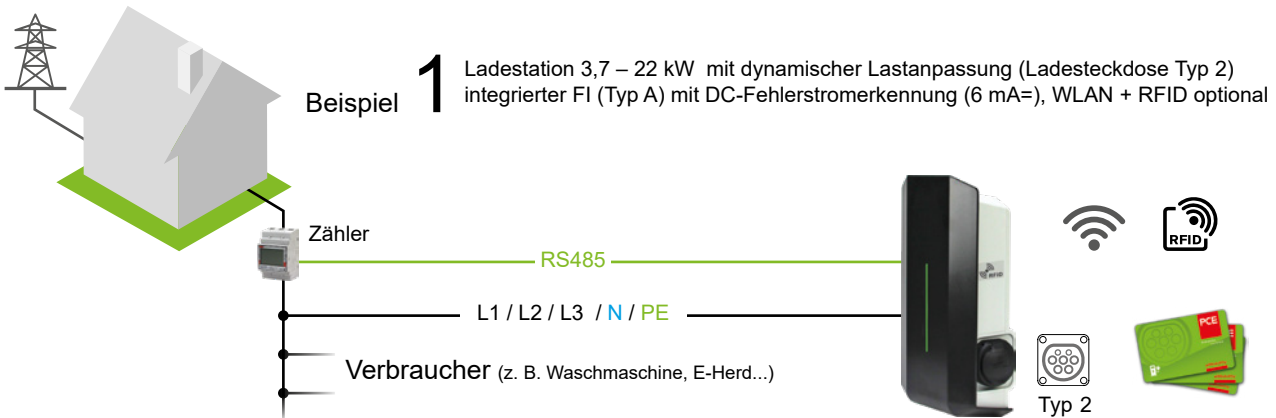 Beispiel 1
Ladestation 3,7 – 22 kW mit dynamischer Lastanpassung (Ladesteckdose Typ 2)
integrierter FI (Typ A) mit DC-Fehlerstromerkennung (6 mA=), WLAN + RFID optional
Zähler
RS485
L1 / L2 / L3 / N / PE
Verbraucher (z. B. Waschmaschine, E-Herd...)
RFID
RFID
PCE
Typ 2